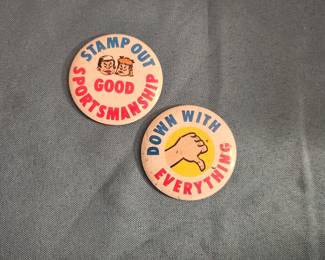 STAMP OUT
GOOD
SPORTSMANSHIP
DOWN WITH
EVERYTHING